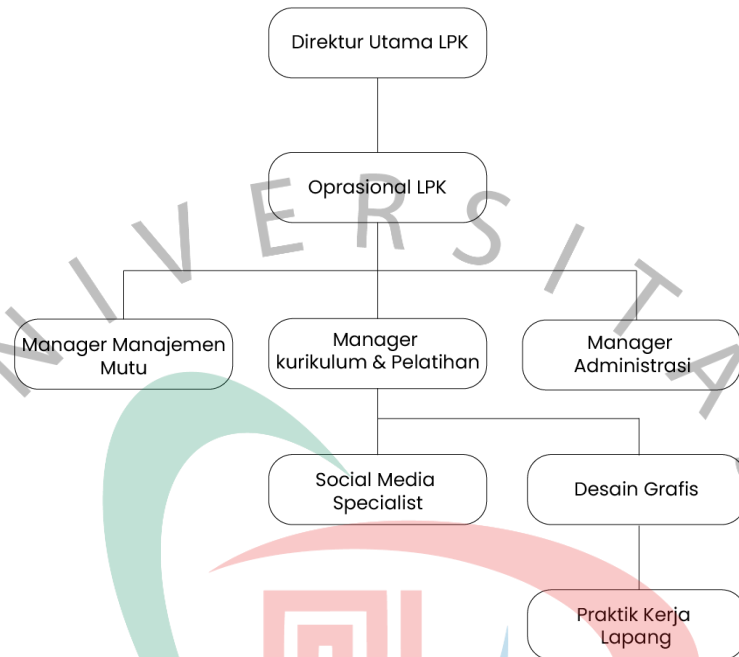 Direktur Utama LPK
Oprasional LPK
Manager Manajemen
Mutu
Manager
kurikulum & Pelatihan
Manager
Administrasi
Social Media
Specialist
Desain Grafis
Praktik Kerja
Lapang
NIVERSITA